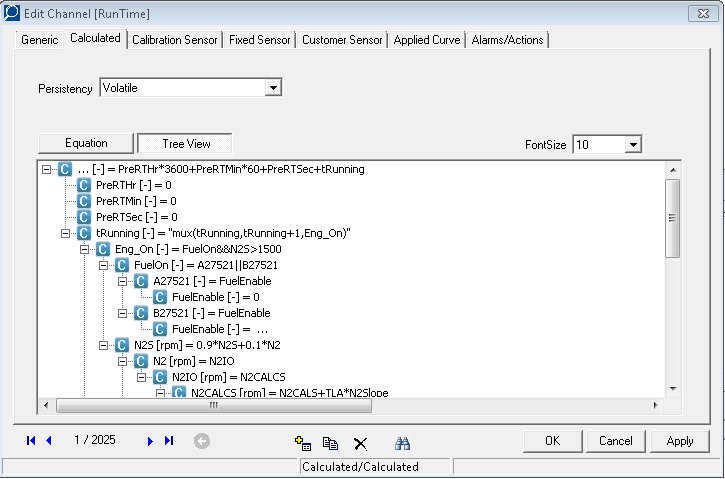 Edit Channel [RunTime]
Generic Calculated Calibration Sensor Fixed Sensor Customer Sensor Applied Curve Alarms/Actions
Persistency Volatile
Equation Tree View FontSize 10
C ... [-] = PreRTHr*3600+PreRTMin*60+PreRTSec+tRunning
C PreRTHr [-] = 0
C PreRTMin [-] = 0
C PreRTSec [-] = 0
C tRunning [-] = "mux(tRunning,tRunning+1,Eng_On)"
C Eng_On [-] = FuelOn&&N2S>1500
C FuelOn [-] = A27521||B27521
C A27521 [-] = FuelEnable
C FuelEnable [-] = 0
C B27521 [-] = FuelEnable
C FuelEnable [-] = ...
C N2S [rpm] = 0.9*N2S+0.1*N2
C N2 [rpm] = N2IO
C N2IO [rpm] = N2CALCS
C N2CALCS [rpm] = N2CALS+TLA*N2Slope
1 / 2025 OK Cancel Apply
Calculated/Calculated